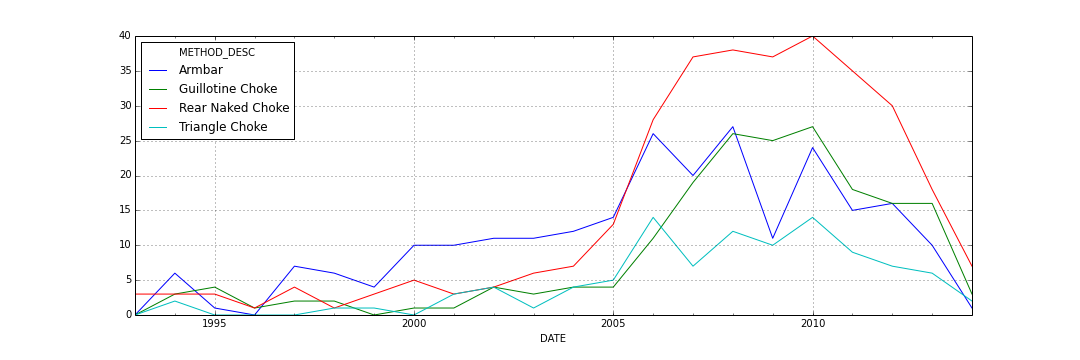 40
35
30
25
20
15
10
5
0
METHOD_DESC
Armbar
Guillotine Choke
Rear Naked Choke
Triangle Choke
1995 2000 2005 2010
DATE